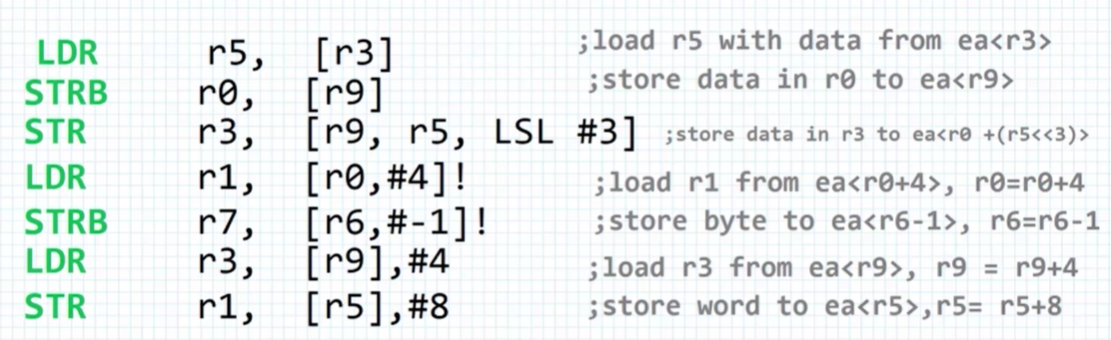 LDR r5, [r3] ;load r5 with data from ea<r3>
STRB r0, [r9] ;store data in r0 to ea<r9>
STR r3, [r9, r5, LSL #3] ;store data in r3 to ea<r0 +(r5<<3)>
LDR r1, [r0,#4]! ;load r1 from ea<r0+4>, r0=r0+4
STRB r7, [r6,#-1]! ;store byte to ea<r6-1>, r6=r6-1
LDR r3, [r9],#4 ;load r3 from ea<r9>, r9 = r9+4
STR r1, [r5],#8 ;store word to ea<r5>,r5= r5+8